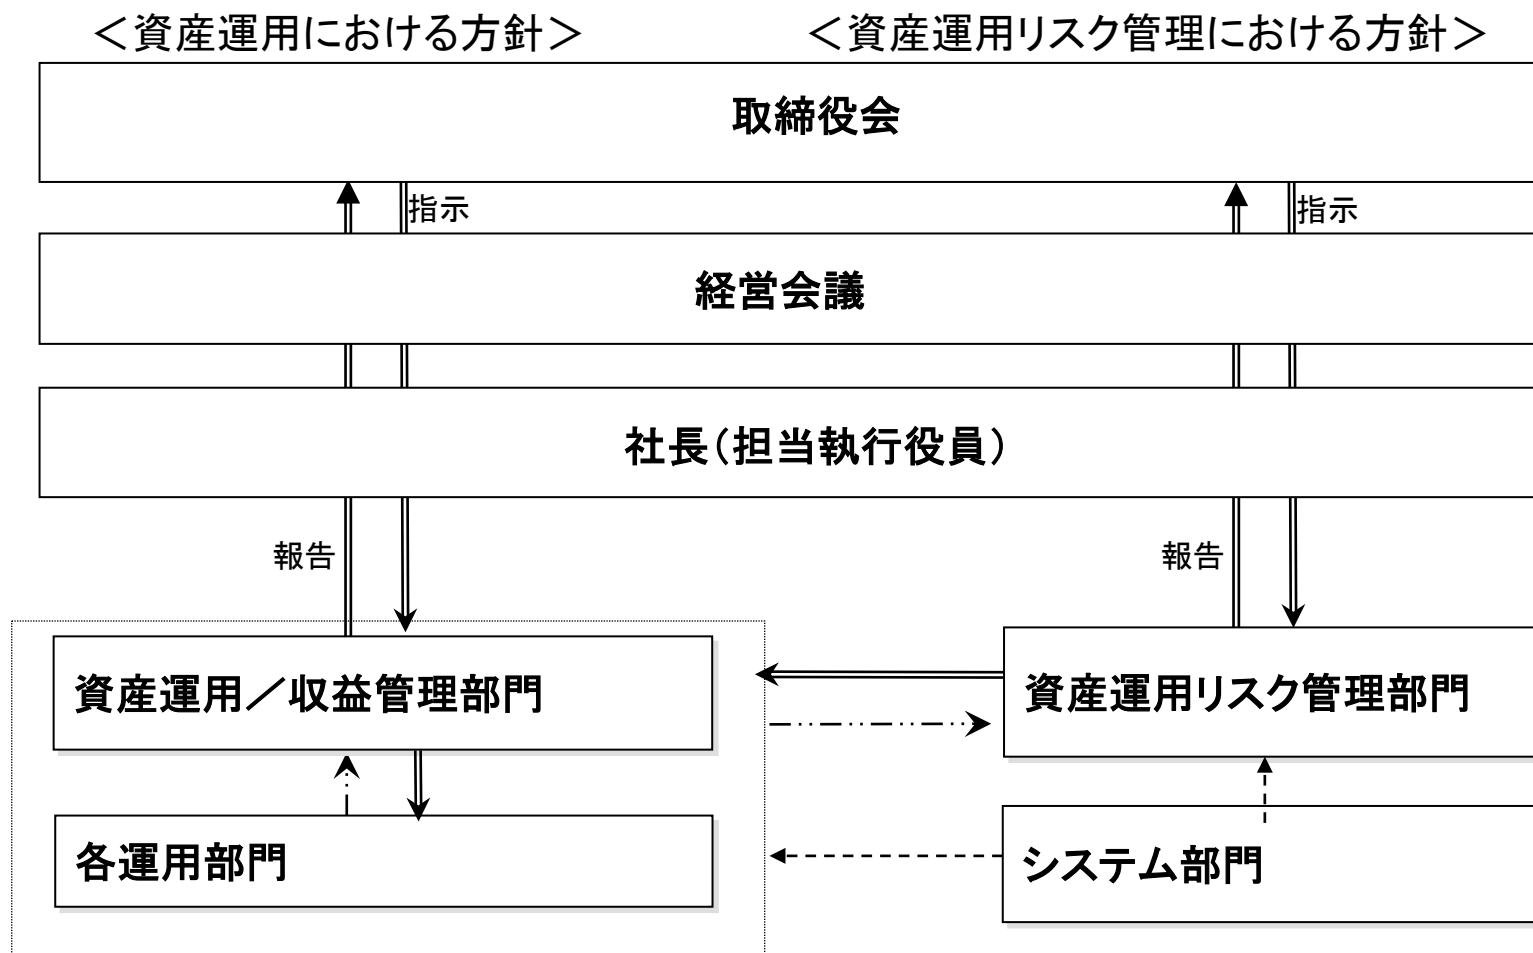 ＜資産運用における方針＞
＜資産運用リスク管理における方針＞
取締役会
指示
指示
経営会議
社長（担当執行役員）
報告
報告
資産運用／収益管理部門
資産運用リスク管理部門
各運用部門
システム部門